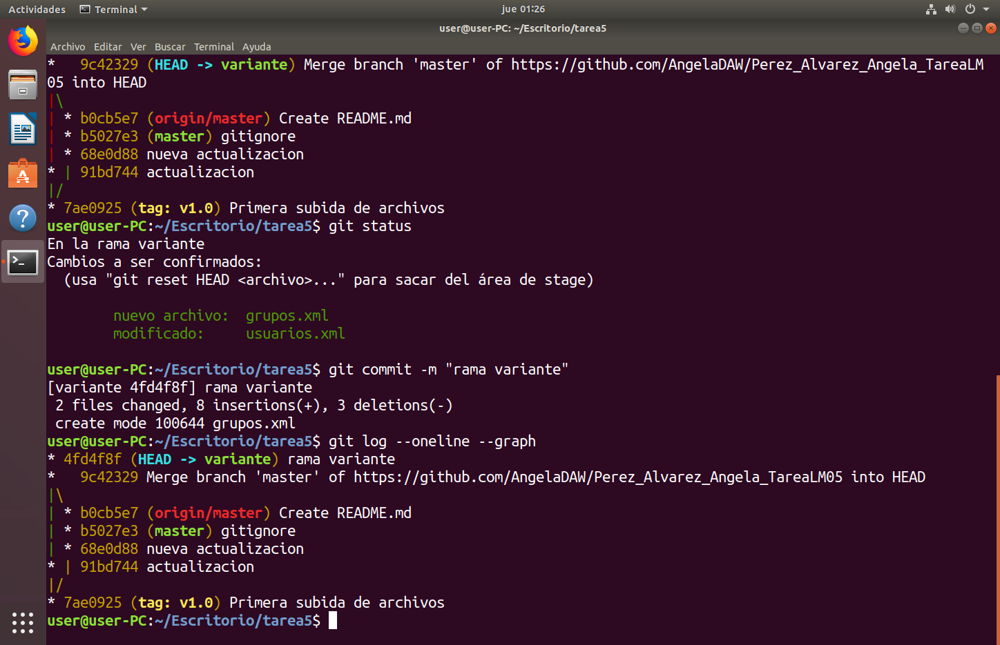 Actividades Terminal jue 01:26
user@user-PC: ~/Escritorio/tarea5
Archivo Editar Ver Buscar Terminal Ayuda
*   9c42329 (HEAD -> variante) Merge branch 'master' of https://github.com/AngelaDAW/Perez_Alvarez_Angela_TareaLM
05 into HEAD
|\
| * b0cb5e7 (origin/master) Create README.md
| * b5027e3 (master) gitignore
| * 68e0d88 nueva actualizacion
* | 91bd744 actualizacion
|/
* 7ae0925 (tag: v1.0) Primera subida de archivos
user@user-PC:~/Escritorio/tarea5$ git status
En la rama variante
Cambios a ser confirmados:
  (usa "git reset HEAD <archivo>..." para sacar del área de stage)
        nuevo archivo:  grupos.xml
        modificado:     usuarios.xml
user@user-PC:~/Escritorio/tarea5$ git commit -m "rama variante"
[variante 4fd4f8f] rama variante
 2 files changed, 8 insertions(+), 3 deletions(-)
 create mode 100644 grupos.xml
user@user-PC:~/Escritorio/tarea5$ git log --oneline --graph
* 4fd4f8f (HEAD -> variante) rama variante
*   9c42329 Merge branch 'master' of https://github.com/AngelaDAW/Perez_Alvarez_Angela_TareaLM05 into HEAD
|\
| * b0cb5e7 (origin/master) Create README.md
| * b5027e3 (master) gitignore
| * 68e0d88 nueva actualizacion
* | 91bd744 actualizacion
|/
* 7ae0925 (tag: v1.0) Primera subida de archivos
user@user-PC:~/Escritorio/tarea5$